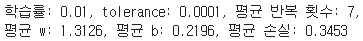 학습률: 0.01, tolerance: 0.0001, 평균 반복 횟수: 7,
평균 w: 1.3126, 평균 b: 0.2196, 평균 손실: 0.3453